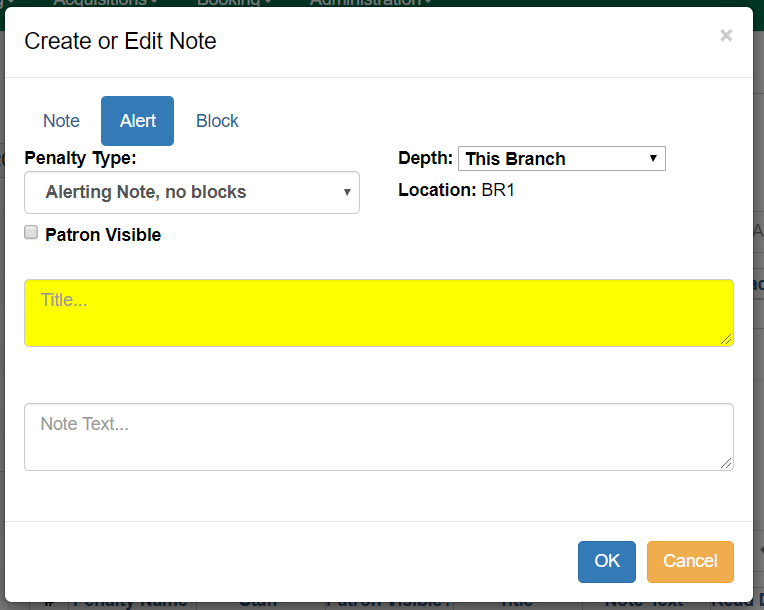 Acquisitions Booking Administration
Create or Edit Note ×
Note Alert Block
Penalty Type: Depth: This Branch
Alerting Note, no blocks Location: BR1
Patron Visible
Title...
Note Text...
OK Cancel
# Penalty Name Staff Patron Visible? Title Note Text Read D